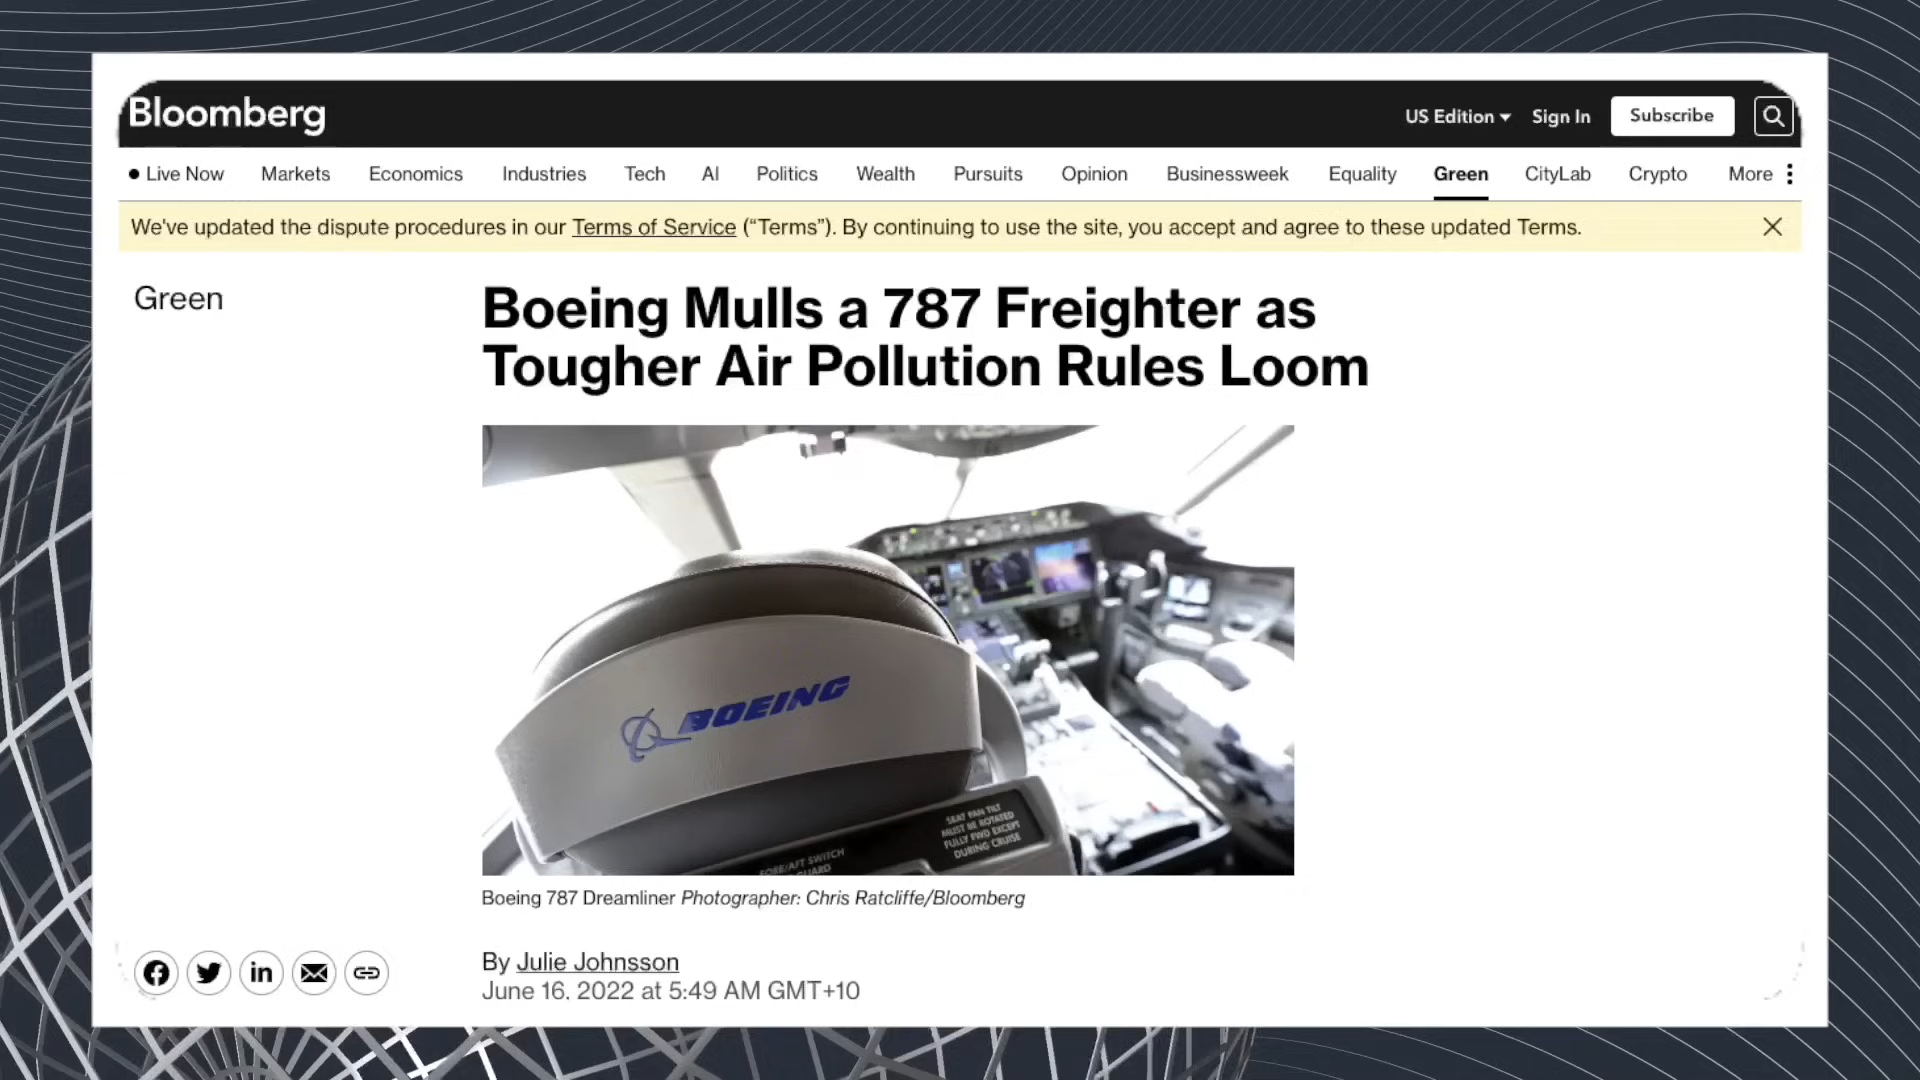 Bloomberg
US Edition
Sign In
Subscribe
Live Now
Markets
Economics
Industries
Tech
AI
Politics
Wealth
Pursuits
Opinion
Businessweek
Equality
Green
CityLab
Crypto
More
We've updated the dispute procedures in our Terms of Service (“Terms”). By continuing to use the site, you accept and agree to these updated Terms.
Green
Boeing Mulls a 787 Freighter as
Tougher Air Pollution Rules Loom
BOEING
SEAT PAN TILT
MUST BE ROTATED
FULLY FWD EXCEPT
DURING CRUISE
FORE/AFT SWITCH
GUARD
Boeing 787 Dreamliner Photographer: Chris Ratcliffe/Bloomberg
By Julie Johnsson
June 16, 2022 at 5:49 AM GMT+10